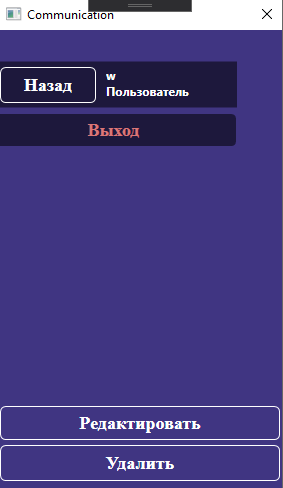 Communication
Назад
w
Пользователь
Выход
Редактировать
Удалить